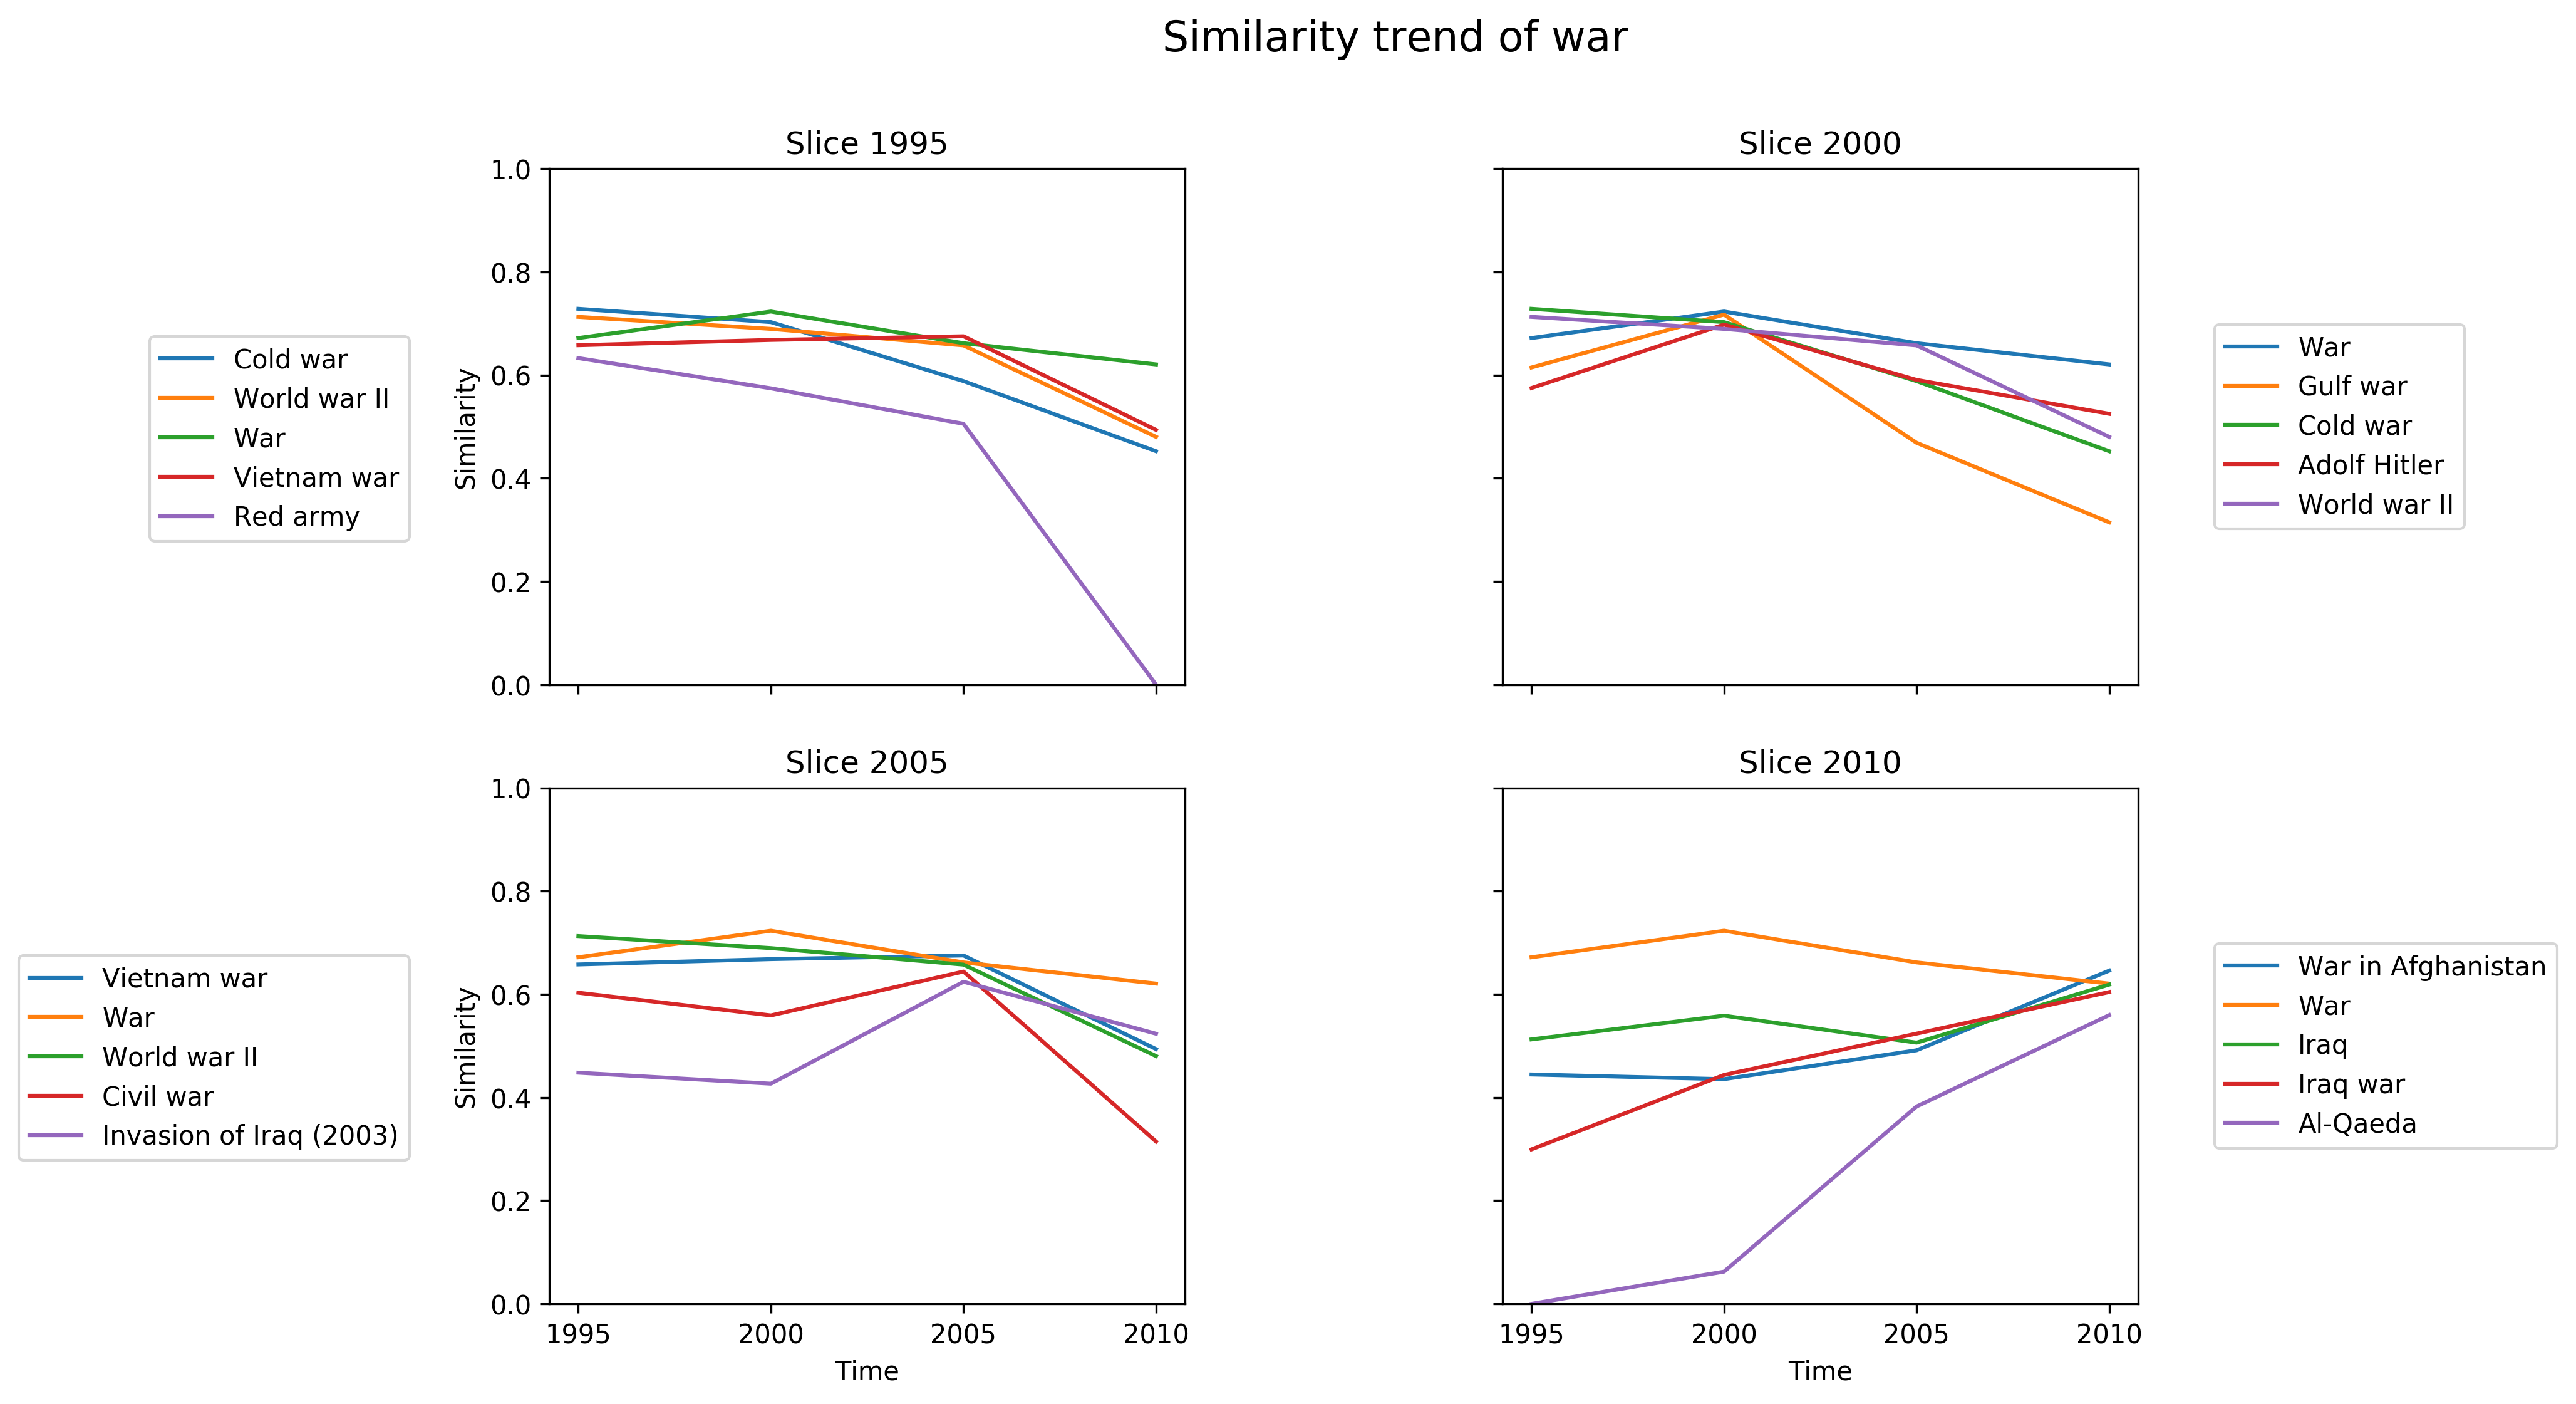 Similarity trend of war
Slice 1995
1.0
0.8
0.6
0.4
0.2
0.0
Similarity
Cold war
World war II
War
Vietnam war
Red army
Slice 2000
War
Gulf war
Cold war
Adolf Hitler
World war II
Slice 2005
1.0
0.8
0.6
0.4
0.2
0.0
Similarity
1995 2000 2005 2010
Time
Vietnam war
War
World war II
Civil war
Invasion of Iraq (2003)
Slice 2010
1995 2000 2005 2010
Time
War in Afghanistan
War
Iraq
Iraq war
Al-Qaeda